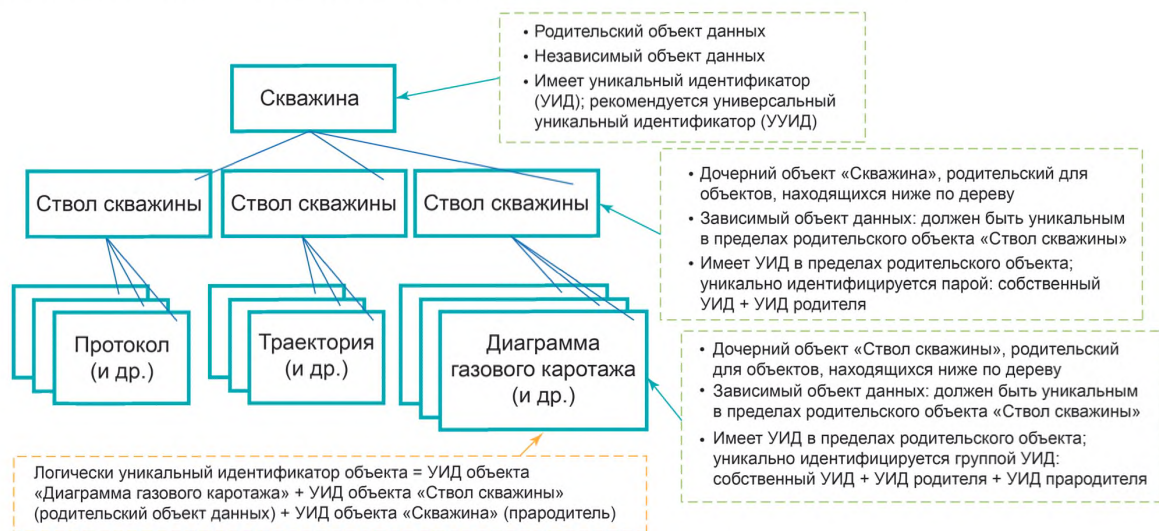 • Родительский объект данных
• Независимый объект данных
• Имеет уникальный идентификатор
(УИД); рекомендуется универсальный
уникальный идентификатор (УУИД)
Скважина
• Дочерний объект «Скважина», родительский для
объектов, находящихся ниже по дереву
• Зависимый объект данных: должен быть уникальным
в пределах родительского объекта «Ствол скважины»
• Имеет УИД в пределах родительского объекта;
уникально идентифицируется парой: собственный
УИД + УИД родителя
Ствол скважины
Ствол скважины
Ствол скважины
Протокол
(и др.)
Траектория
(и др.)
Диаграмма
газового каротажа
(и др.)
• Дочерний объект «Ствол скважины», родительский
для объектов, находящихся ниже по дереву
• Зависимый объект данных: должен быть уникальным
в пределах родительского объекта «Ствол скважины»
• Имеет УИД в пределах родительского объекта;
уникально идентифицируется группой УИД:
собственный УИД + УИД родителя + УИД прародителя
Логически уникальный идентификатор объекта = УИД объекта
«Диаграмма газового каротажа» + УИД объекта «Ствол скважины»
(родительский объект данных) + УИД объекта «Скважина» (прародитель)